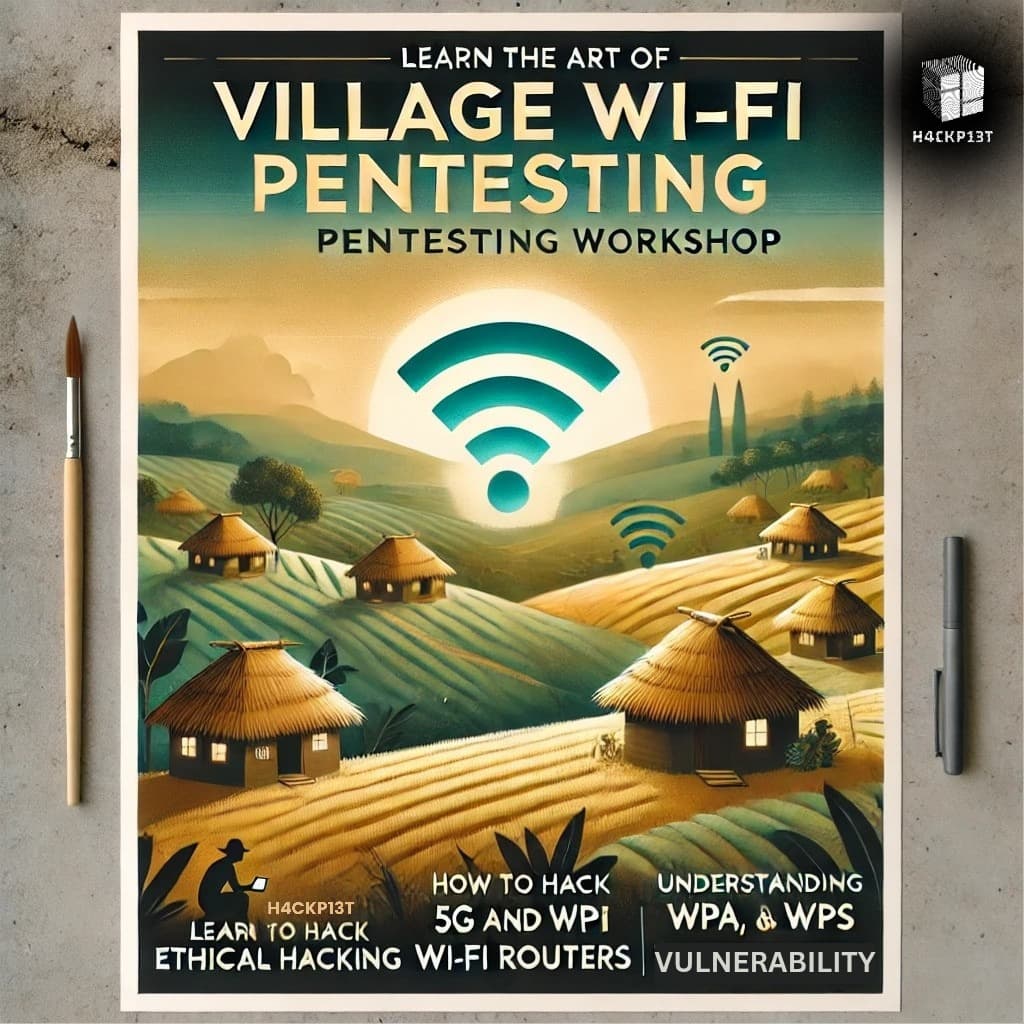 LEARN THE ART OF
VILLAGE WI-FI
PENTESTING
PENTESTING WORKSHOP
H4CKP13T
H4CKP13T
LEARN TO HACK
ETHICAL HACKING
HOW TO HACK
5G AND WPI
WI-FI ROUTERS
UNDERSTANDING
WPA, & WPS
VULNERABILITY